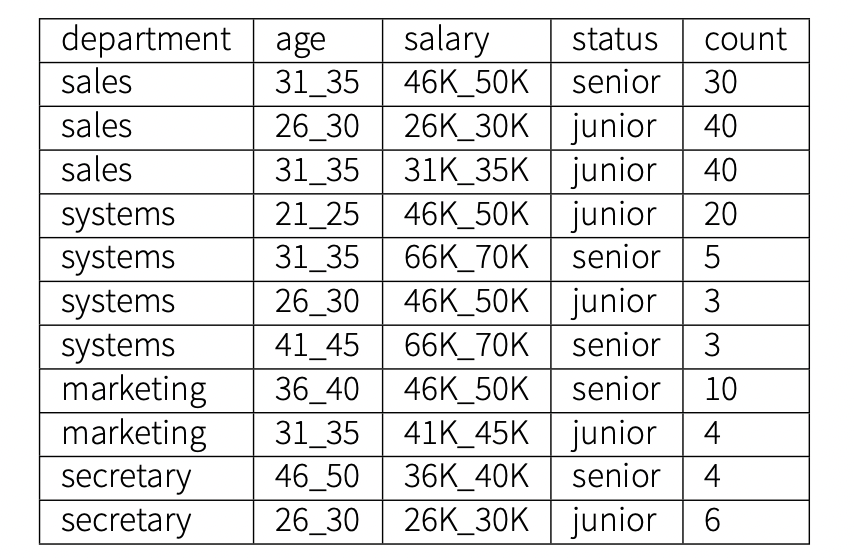 department age salary status count
sales 31_35 46K_50K senior 30
sales 26_30 26K_30K junior 40
sales 31_35 31K_35K junior 40
systems 21_25 46K_50K junior 20
systems 31_35 66K_70K senior 5
systems 26_30 46K_50K junior 3
systems 41_45 66K_70K senior 3
marketing 36_40 46K_50K senior 10
marketing 31_35 41K_45K junior 4
secretary 46_50 36K_40K senior 4
secretary 26_30 26K_30K junior 6